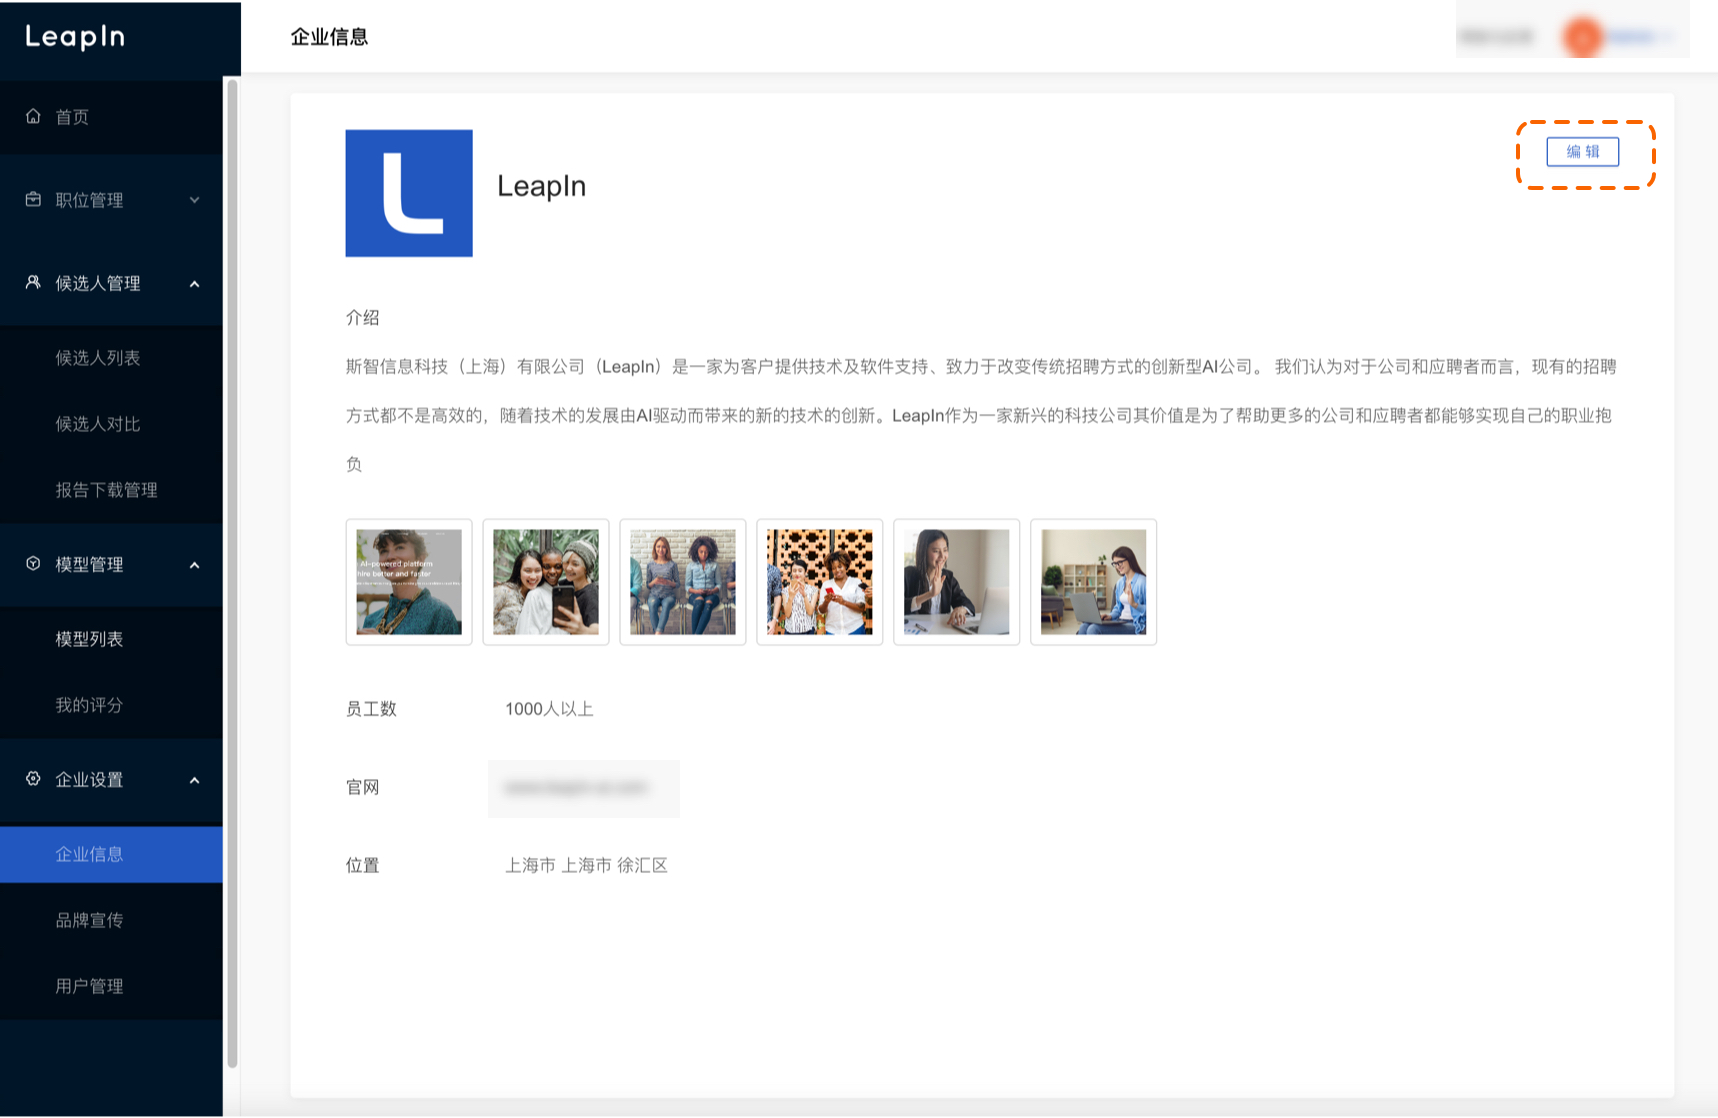 LeapIn
企业信息
首页
职位管理
候选人管理
候选人列表
候选人对比
报告下载管理
模型管理
模型列表
我的评分
企业设置
企业信息
品牌宣传
用户管理
LeapIn
编 辑
介绍
斯智信息科技（上海）有限公司（LeapIn）是一家为客户提供技术及软件支持、致力于改变传统招聘方式的创新型AI公司。 我们认为对于公司和应聘者而言，现有的招聘
方式都不是高效的，随着技术的发展由AI驱动而带来的新的技术的创新。LeapIn作为一家新兴的科技公司其价值是为了帮助更多的公司和应聘者都能够实现自己的职业抱
负
AI-powered platform
hire better and faster
员工数 1000人以上
官网
位置 上海市 上海市 徐汇区